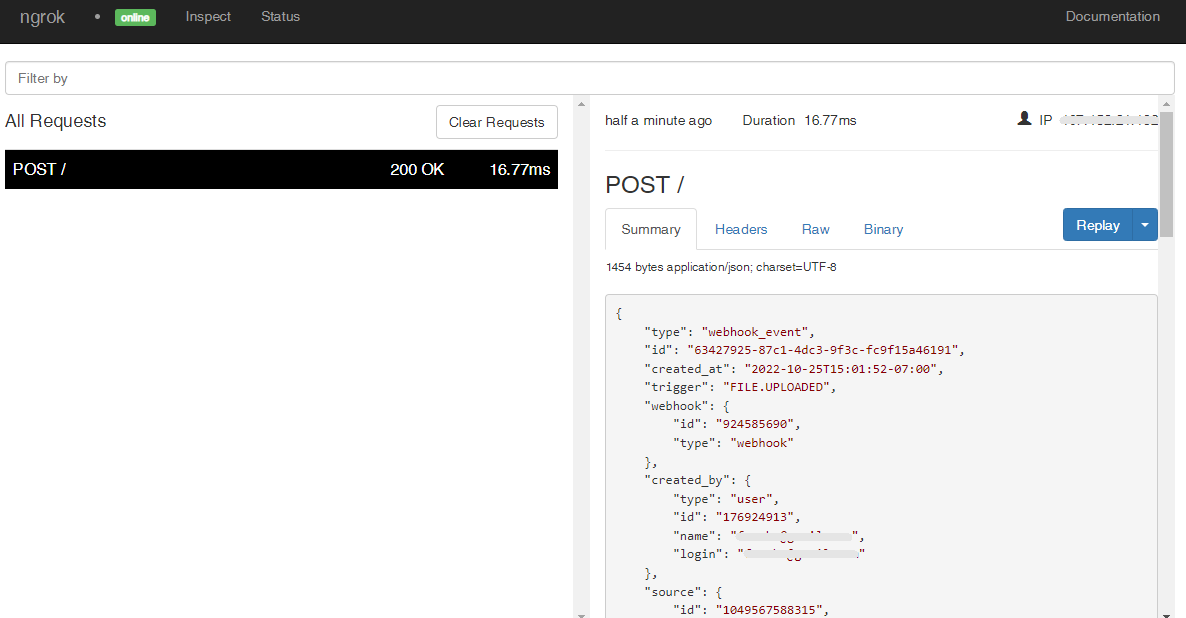 ngrok • online Inspect Status Documentation
Filter by
All Requests Clear Requests
POST / 200 OK 16.77ms
half a minute ago Duration 16.77ms IP
POST /
Summary Headers Raw Binary Replay
1454 bytes application/json; charset=UTF-8
{
"type": "webhook_event",
"id": "63427925-87c1-4dc3-9f3c-fc9f15a46191",
"created_at": "2022-10-25T15:01:52-07:00",
"trigger": "FILE.UPLOADED",
"webhook": {
"id": "924585690",
"type": "webhook"
},
"created_by": {
"type": "user",
"id": "176924913",
"name": "",
"login": ""
},
"source": {
"id": "1049567588315",